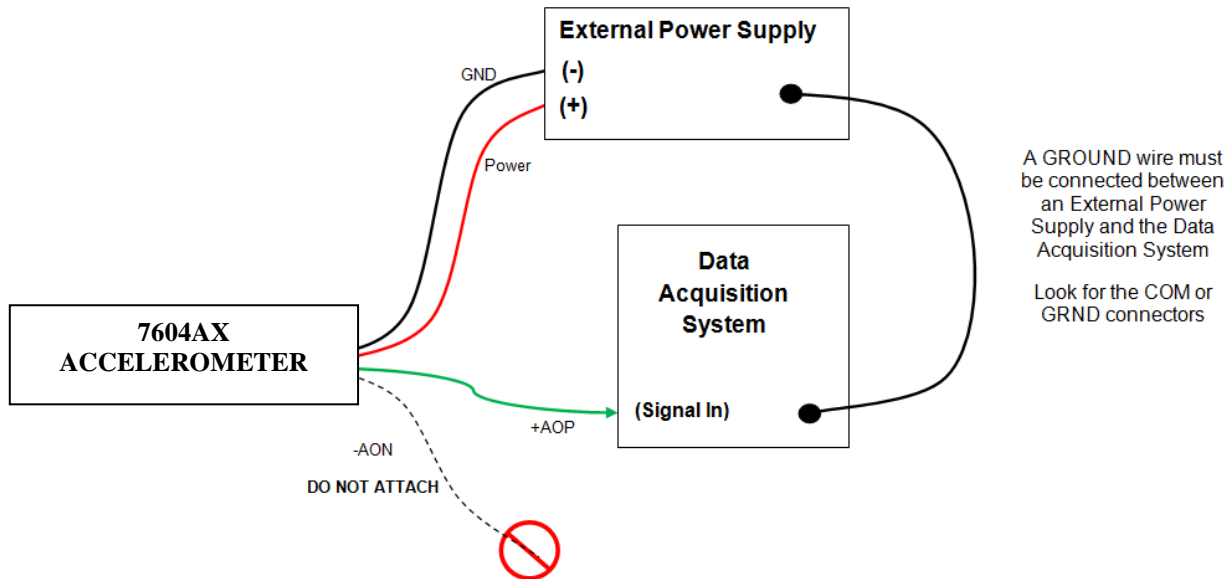 External Power Supply
(-)
(+)
GND
Power
A GROUND wire must
be connected between
an External Power
Supply and the Data
Acquisition System
Look for the COM or
GRND connectors
Data
Acquisition
System
(Signal In)
7604AX
ACCELEROMETER
+AOP
-AON
DO NOT ATTACH